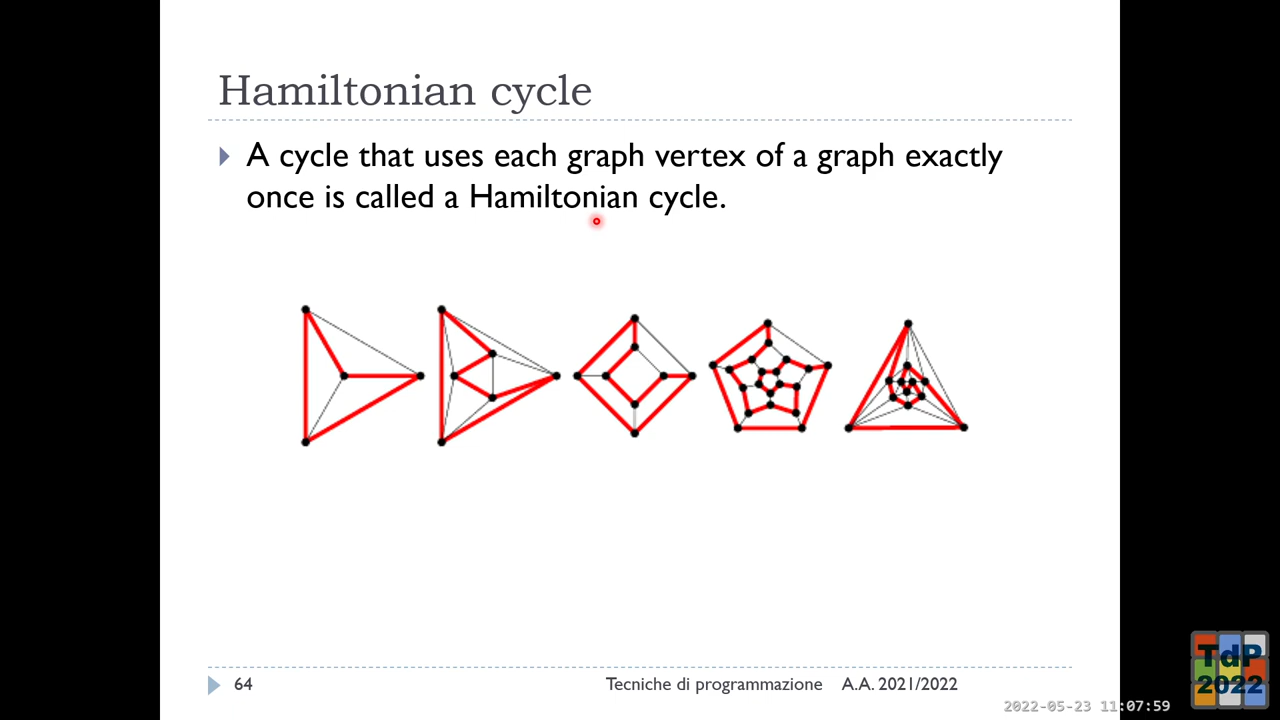 Hamiltonian cycle
A cycle that uses each graph vertex of a graph exactly
once is called a Hamiltonian cycle.
64
Tecniche di programmazione A.A. 2021/2022
2022-05-23 11:07:59
TdP
2022